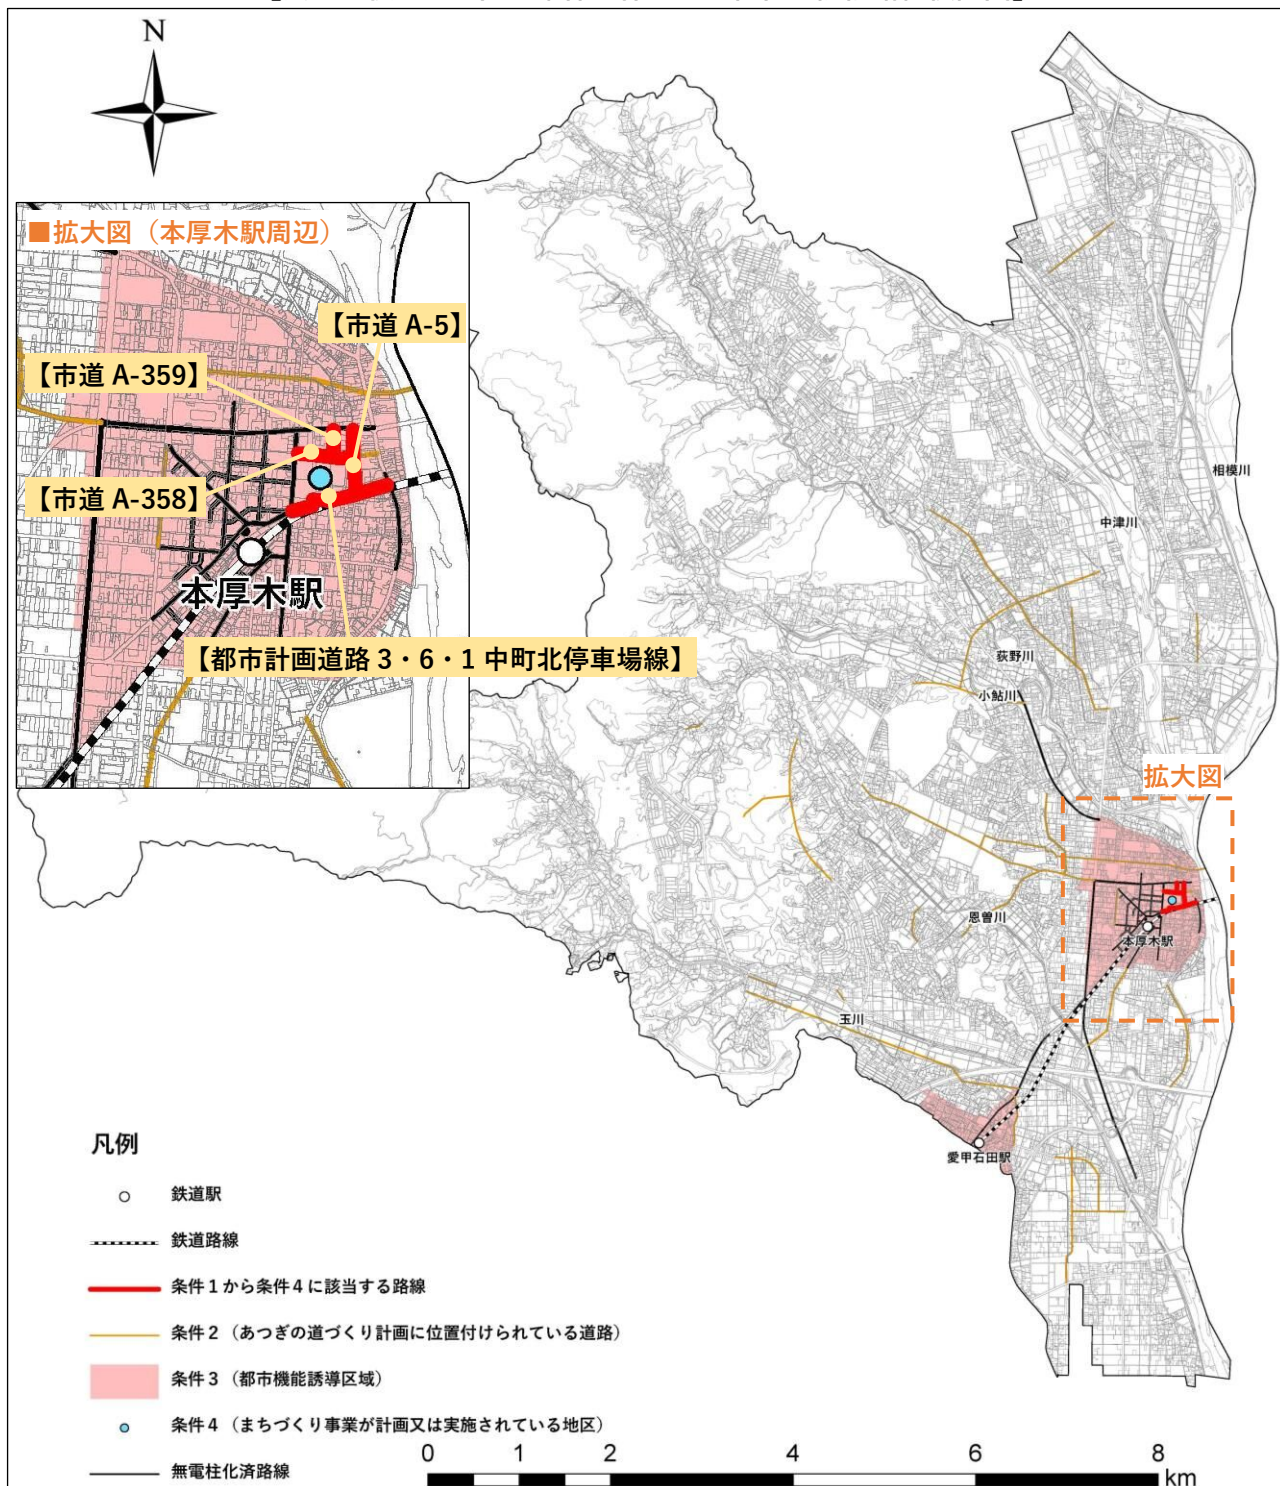 N
■拡大図（本厚木駅周辺）
【市道 A-5】
【市道 A-359】
【市道 A-358】
本厚木駅
【都市計画道路 3・6・1 中町北停車場線】
相模川
中津川
荻野川
小鮎川
拡大図
恩曽川
本厚木駅
玉川
愛甲石田駅
凡例
鉄道駅
鉄道路線
条件1から条件4に該当する路線
条件2（あつぎの道づくり計画に位置付けられている道路）
条件3（都市機能誘導区域）
条件4（まちづくり事業が計画又は実施されている地区）
無電柱化済路線
0 1 2 4 6 8
km